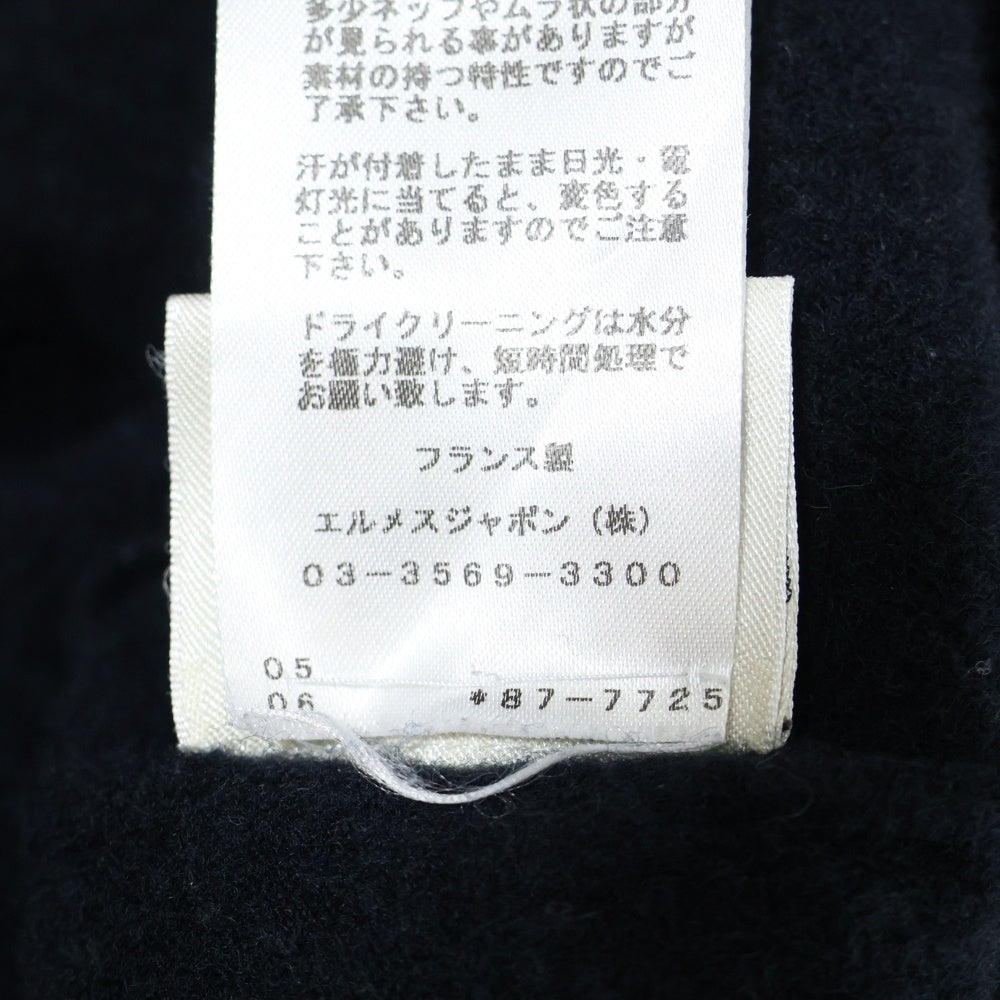 多少ネップやムラ状の部分
が見られる事がありますが
素材の持つ特性ですのでご
了承下さい。
汗が付着したまま日光・電
灯光に当てると、変色する
ことがありますのでご注意
下さい。
ドライクリーニングは水分
を極力避け、短時間処理で
お願い致します。
フランス製
エルメスジャポン（株）
03-3569-3300
05
06 *87-7725